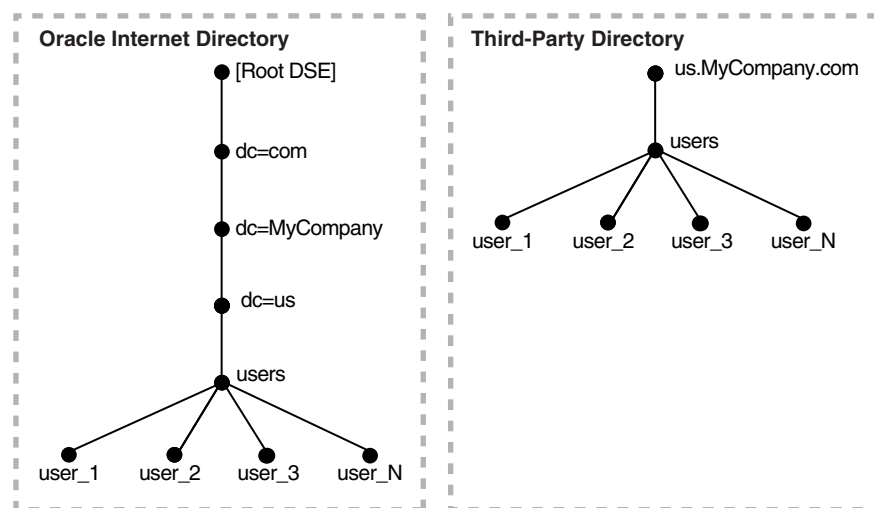 Oracle Internet Directory
[Root DSE]
dc=com
dc=MyCompany
dc=us
users
user_1
user_2
user_3
user_N
Third-Party Directory
us.MyCompany.com
users
user_1
user_2
user_3
user_N